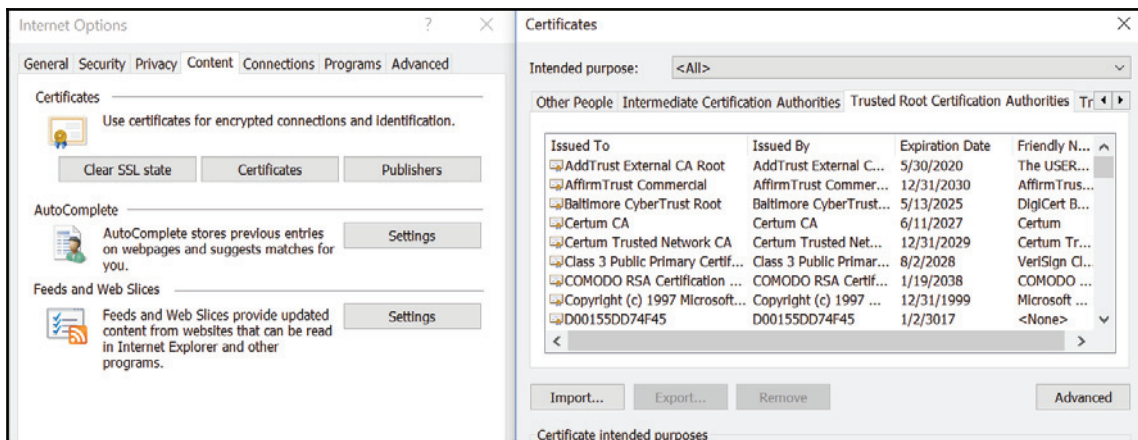 Internet Options
?
General Security Privacy Content Connections Programs Advanced
Certificates
Use certificates for encrypted connections and identification.
Clear SSL state
Certificates
Publishers
AutoComplete
AutoComplete stores previous entries
on webpages and suggests matches for
you.
Settings
Feeds and Web Slices
Feeds and Web Slices provide updated
content from websites that can be read
in Internet Explorer and other
programs.
Settings
Certificates
Intended purpose: <All>
Other People Intermediate Certification Authorities Trusted Root Certification Authorities Tr
Issued To Issued By Expiration Date Friendly N...
AddTrust External CA Root AddTrust External C... 5/30/2020 The USER...
AffirmTrust Commercial AffirmTrust Commer... 12/31/2030 AffirmTrus...
Baltimore CyberTrust Root Baltimore CyberTrust... 5/13/2025 DigiCert B...
Certum CA Certum CA 6/11/2027 Certum
Certum Trusted Network CA Certum Trusted Net... 12/31/2029 Certum Tr...
Class 3 Public Primary Certif... Class 3 Public Primar... 8/2/2028 VeriSign Cl...
COMODO RSA Certification ... COMODO RSA Certif... 1/19/2038 COMODO ...
Copyright (c) 1997 Microsoft... Copyright (c) 1997 ... 12/31/1999 Microsoft ...
D00155DD74F45 D00155DD74F45 1/2/3017 <None>
Import... Export... Remove Advanced
Certificate intended purposes